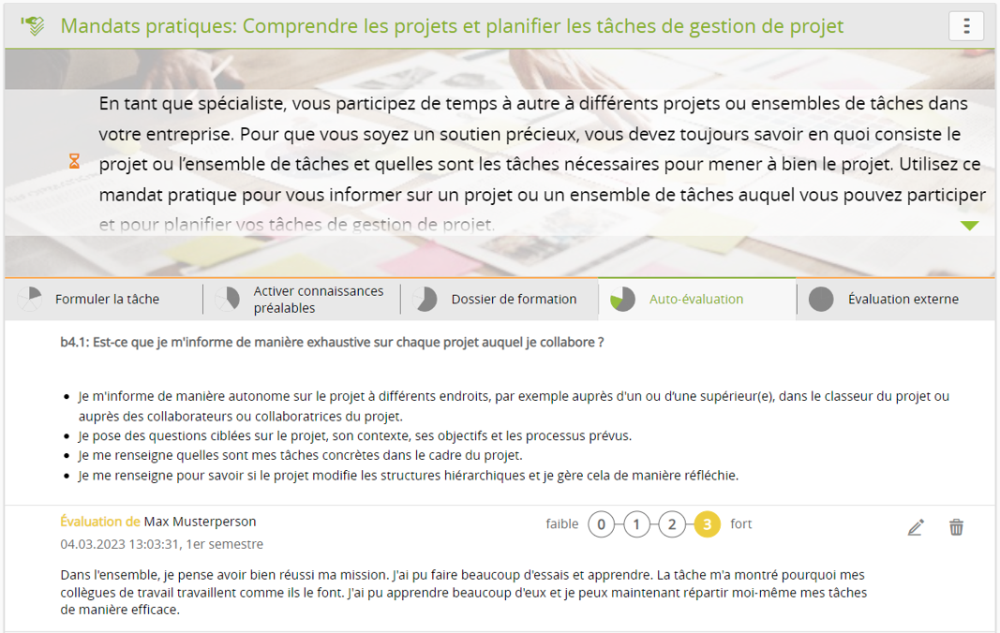 Mandats pratiques: Comprendre les projets et planifier les tâches de gestion de projet
En tant que spécialiste, vous participez de temps à autre à différents projets ou ensembles de tâches dans
votre entreprise. Pour que vous soyez un soutien précieux, vous devez toujours savoir en quoi consiste le
projet ou l’ensemble de tâches et quelles sont les tâches nécessaires pour mener à bien le projet. Utilisez ce
mandat pratique pour vous informer sur un projet ou un ensemble de tâches auquel vous pouvez participer
et pour planifier vos tâches de gestion de projet.
Formuler la tâche
Activer connaissances
préalables
Dossier de formation
Auto-évaluation
Évaluation externe
b4.1: Est-ce que je m'informe de manière exhaustive sur chaque projet auquel je collabore ?
• Je m'informe de manière autonome sur le projet à différents endroits, par exemple auprès d'un ou d’une supérieur(e), dans le classeur du projet ou
auprès des collaborateurs ou collaboratrices du projet.
• Je pose des questions ciblées sur le projet, son contexte, ses objectifs et les processus prévus.
• Je me renseigne quelles sont mes tâches concrètes dans le cadre du projet.
• Je me renseigne pour savoir si le projet modifie les structures hiérarchiques et je gère cela de manière réfléchie.
Évaluation de Max Musterperson
faible 0 1 2 3 fort
04.03.2023 13:03:31, 1er semestre
Dans l'ensemble, je pense avoir bien réussi ma mission. J'ai pu faire beaucoup d'essais et apprendre. La tâche m'a montré pourquoi mes
collègues de travail travaillent comme ils le font. J'ai pu apprendre beaucoup d'eux et je peux maintenant répartir moi-même mes tâches
de manière efficace.